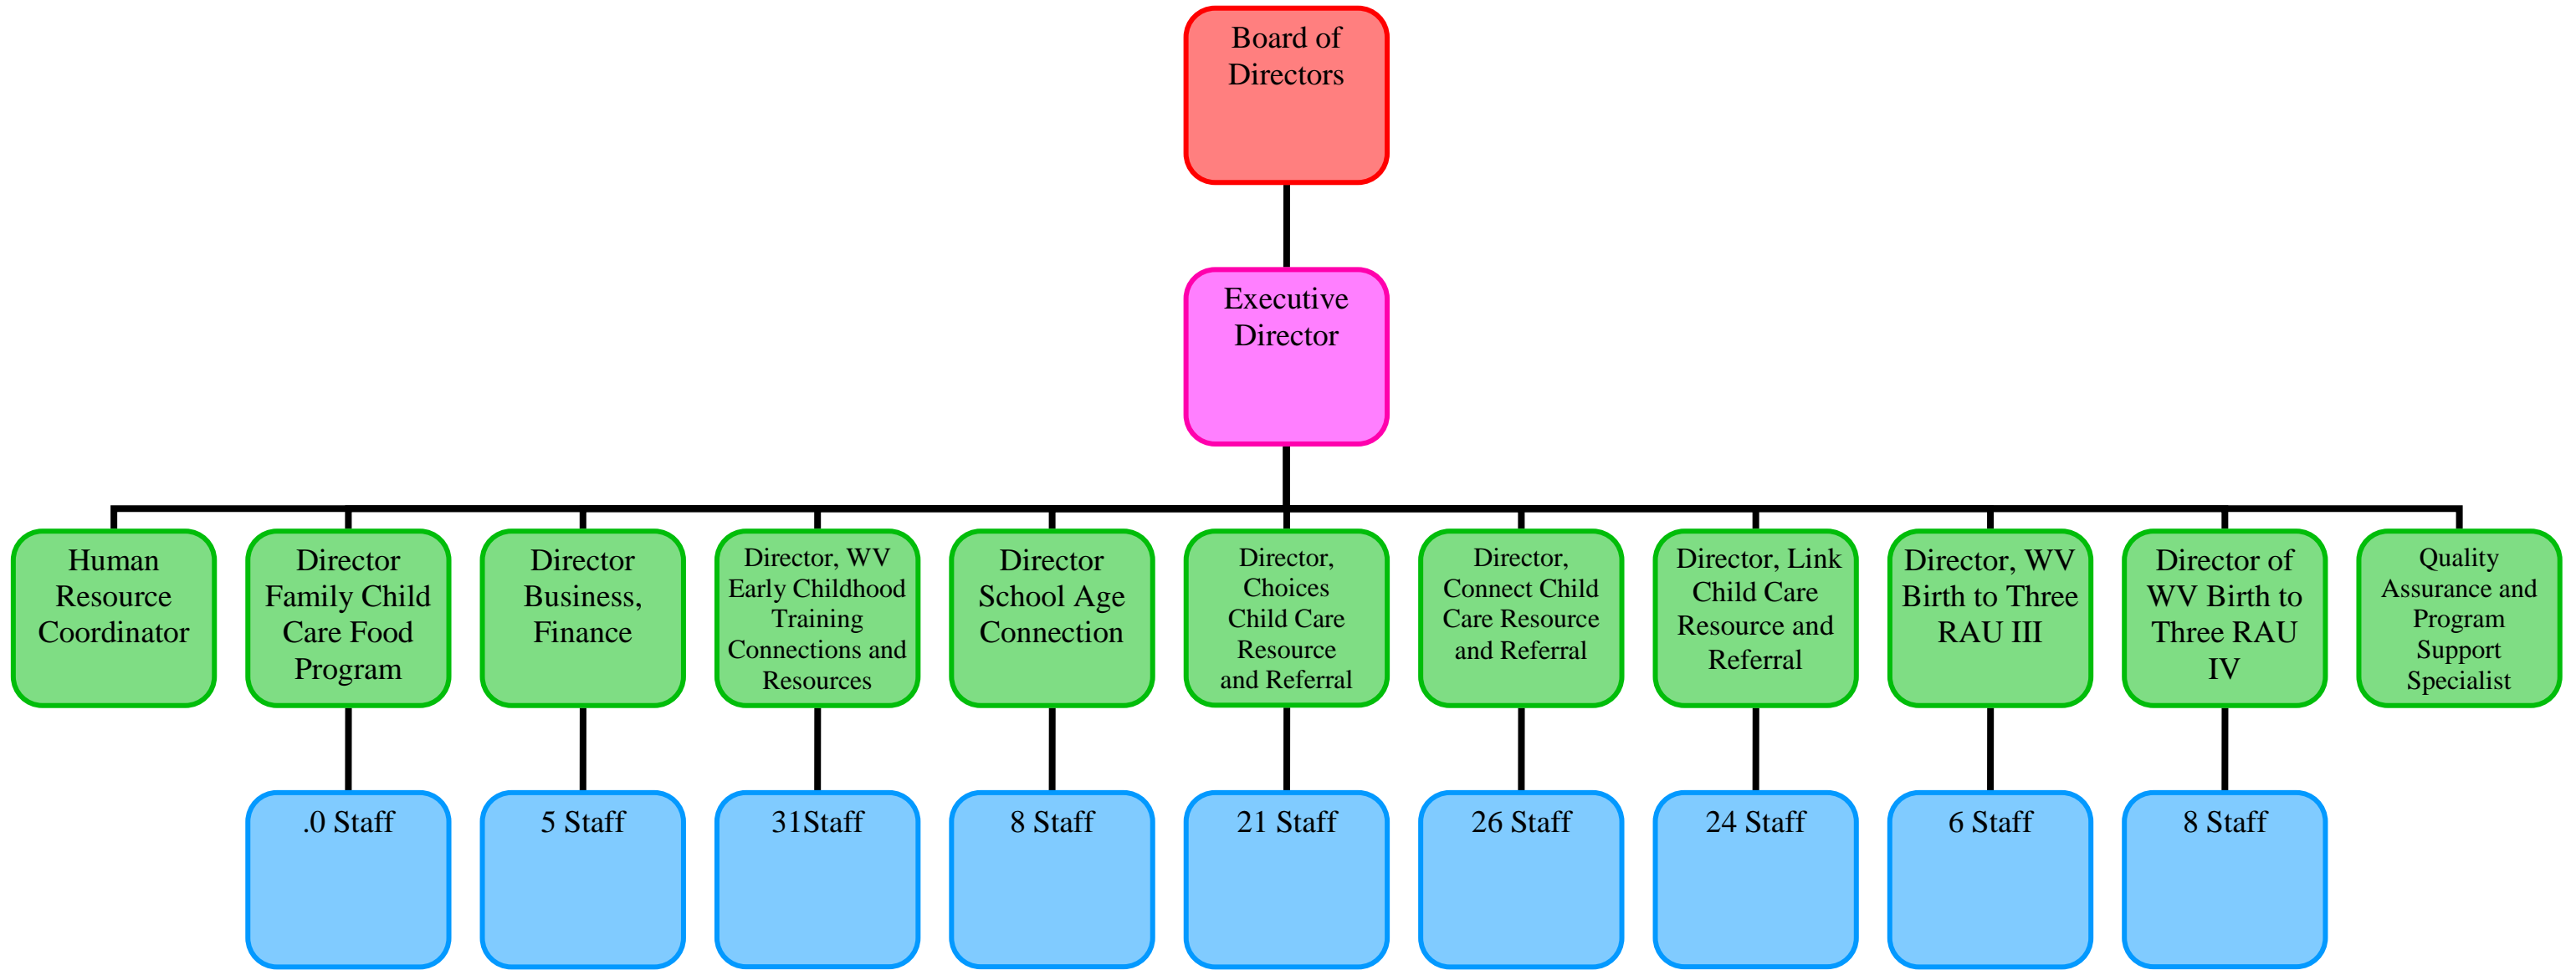 Board of
Directors
Executive
Director
Human
Resource
Coordinator
Director
Family Child
Care Food
Program
Director
Business,
Finance
Director, WV
Early Childhood
Training
Connections and
Resources
Director
School Age
Connection
Director,
Choices
Child Care
Resource
and Referral
Director,
Connect Child
Care Resource
and Referral
Director, Link
Child Care
Resource and
Referral
Director, WV
Birth to Three
RAU III
Director of
WV Birth to
Three RAU
IV
Quality
Assurance and
Program
Support
Specialist
.0 Staff
5 Staff
31Staff
8 Staff
21 Staff
26 Staff
24 Staff
6 Staff
8 Staff